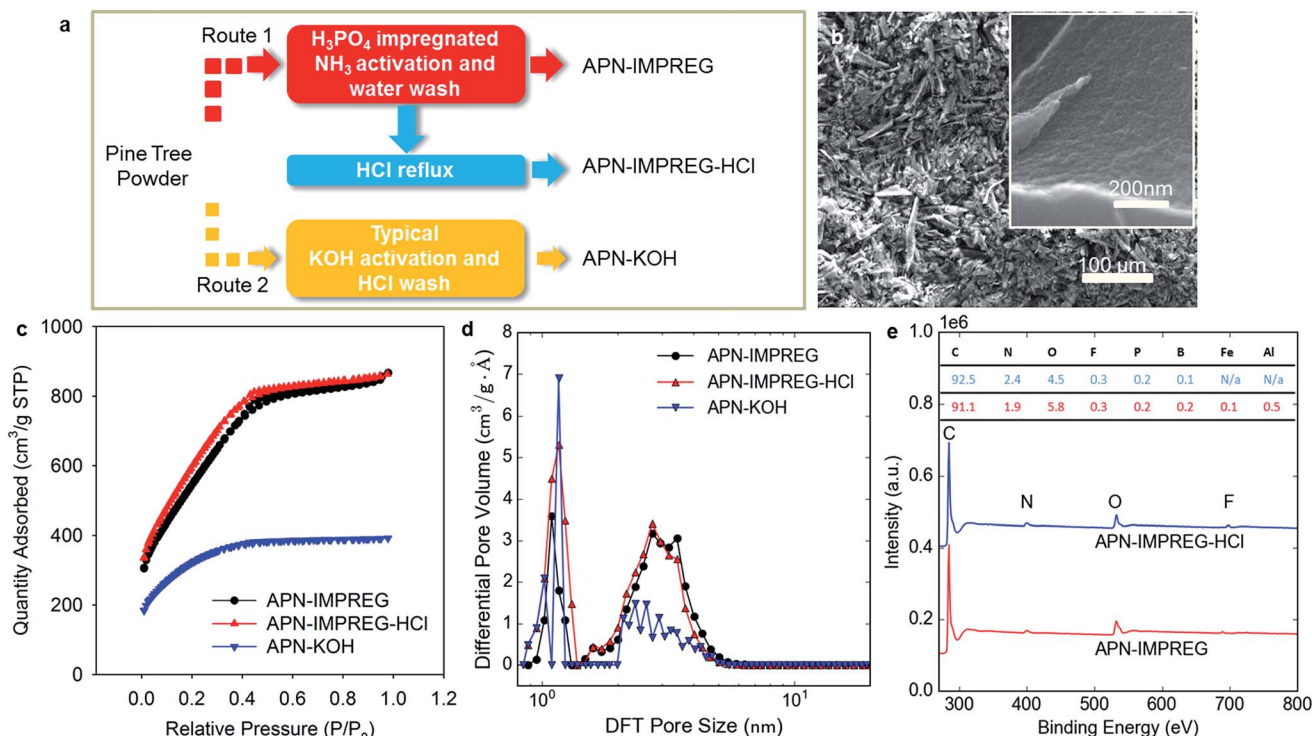 a
Route 1
H₃PO₄ impregnated
NH₃ activation and
water wash
APN-IMPREG
Pine Tree
Powder
HCl reflux
APN-IMPREG-HCl
Typical
KOH activation and
HCl wash
APN-KOH
Route 2
b
200nm
100 µm
c
1000
800
600
400
200
0
Quantity Adsorbed (cm³/g STP)
APN-IMPREG
APN-IMPREG-HCl
APN-KOH
0.0 0.2 0.4 0.6 0.8 1.0
Relative Pressure (P/P₀)
d
8
7
6
5
4
3
2
1
0
Differential Pore Volume (cm³/g · Å)
APN-IMPREG
APN-IMPREG-HCl
APN-KOH
10⁰ 10¹
DFT Pore Size (nm)
e
1.0 1e6
0.8
0.6
0.4
0.2
0.0
Intensity (a.u.)
C N O F P B Fe Al
92.5 2.4 4.5 0.3 0.2 0.1 N/a N/a
91.1 1.9 5.8 0.3 0.2 0.2 0.1 0.5
C
N O F
APN-IMPREG-HCl
APN-IMPREG
300 400 500 600 700 800
Binding Energy (eV)